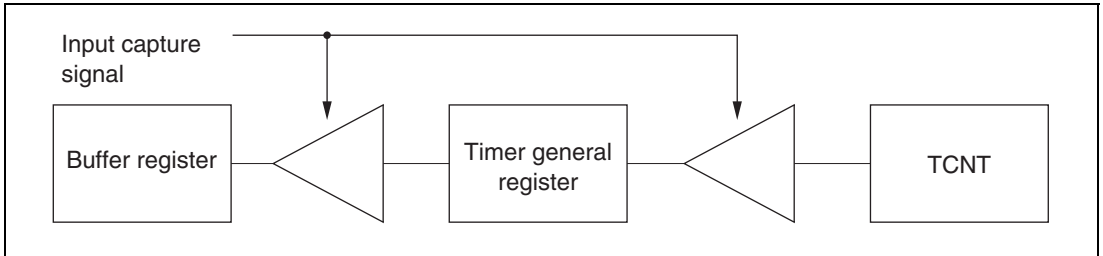 Input capture
signal
Buffer register
Timer general
register
TCNT